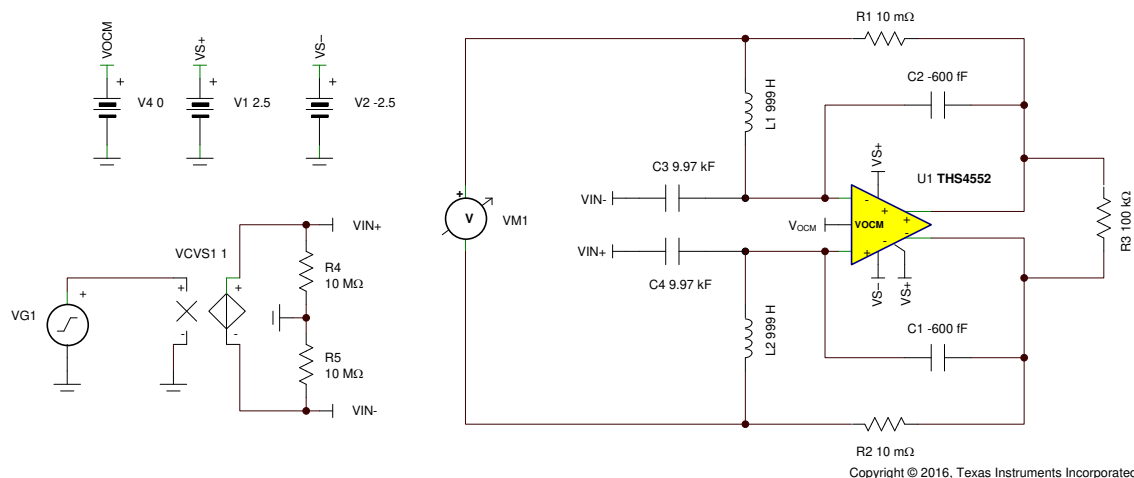 VOCM
+
V4 0
VS+
+
V1 2.5
VS−
+
V2 -2.5
VG1
+
+
-
VCVS1 1
+
-
VIN+
R4
10 MΩ
R5
10 MΩ
VIN-
+
V
VM1
R1 10 mΩ
C2 -600 fF
L1 999 H
C3 9.97 kF
VIN-
VS+
U1 THS4552
VOCM
VOCM
-
+
+
+
-
-
VIN+
C4 9.97 kF
VS−
VS+
R3 100 kΩ
L2 999 H
C1 -600 fF
R2 10 mΩ
Copyright © 2016, Texas Instruments Incorporated